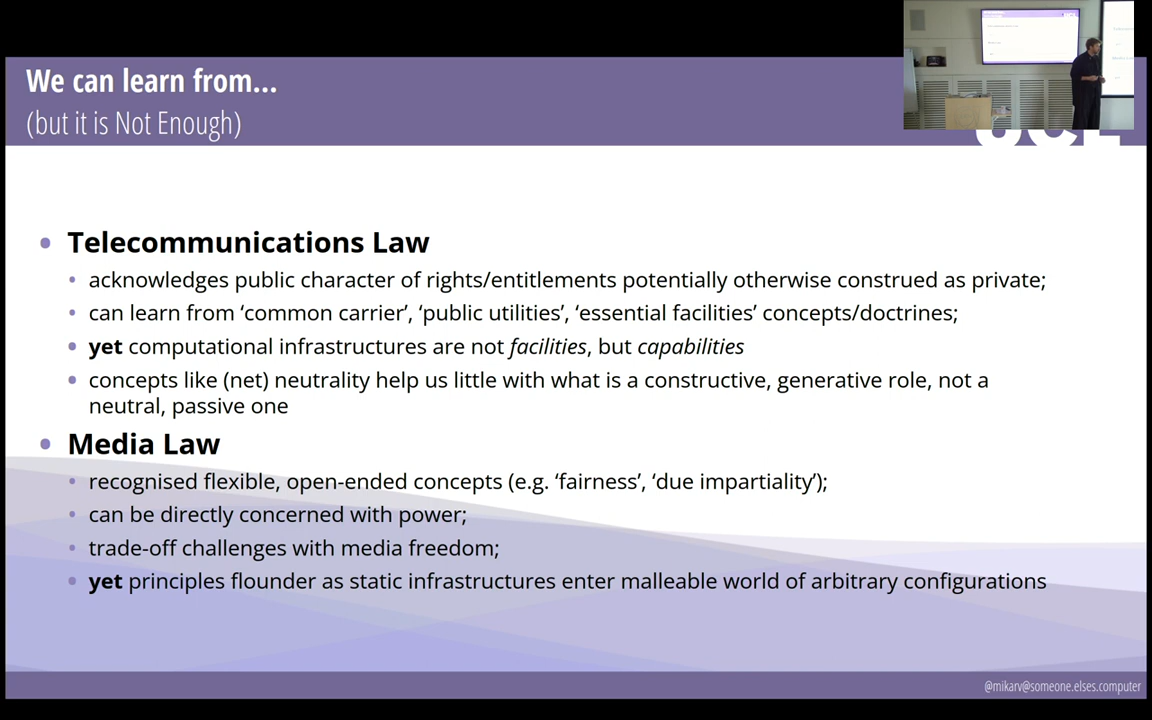 We can learn from...
(but it is Not Enough)
Telecommunications Law
acknowledges public character of rights/entitlements potentially otherwise construed as private;
can learn from ‘common carrier’, ‘public utilities’, ‘essential facilities’ concepts/doctrines;
yet computational infrastructures are not facilities, but capabilities
concepts like (net) neutrality help us little with what is a constructive, generative role, not a
neutral, passive one
Media Law
recognised flexible, open-ended concepts (e.g. ‘fairness’, ‘due impartiality’);
can be directly concerned with power;
trade-off challenges with media freedom;
yet principles flounder as static infrastructures enter malleable world of arbitrary configurations
@mikarv@someone.elses.computer